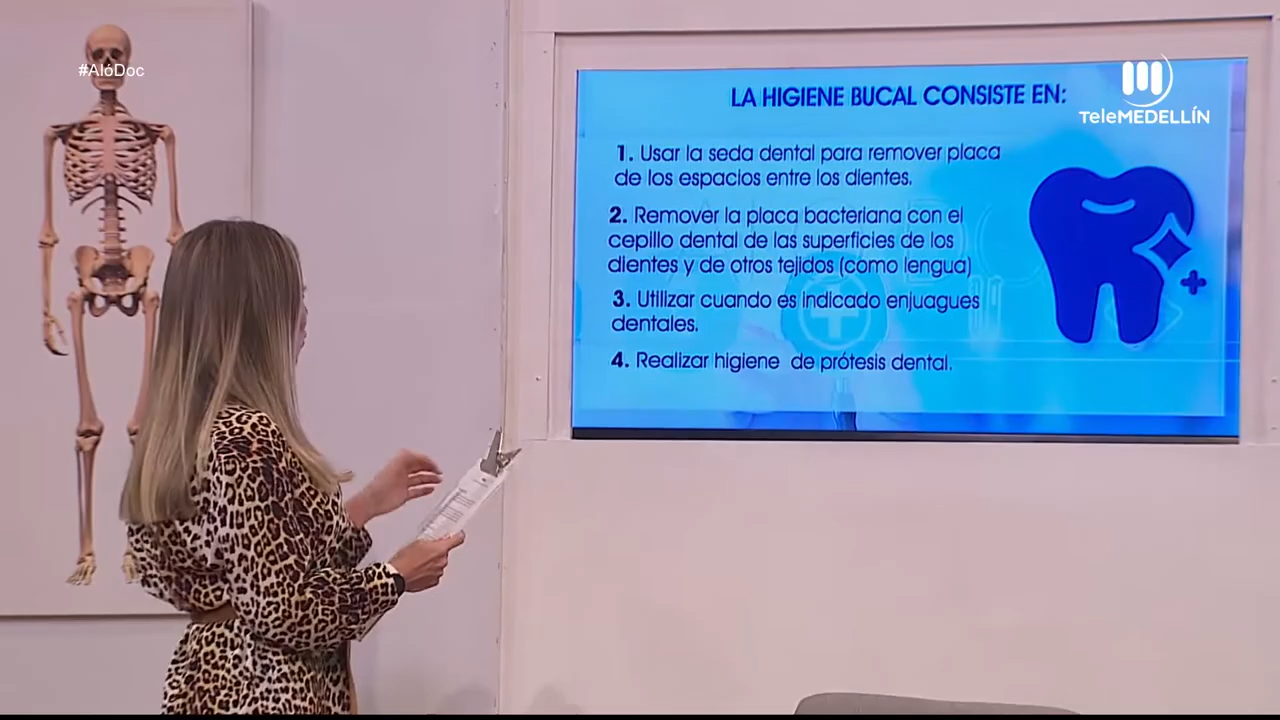 #AlóDoc
TeleMEDELLÍN
LA HIGIENE BUCAL CONSISTE EN:
1. Usar la seda dental para remover placa
de los espacios entre los dientes.
2. Remover la placa bacteriana con el
cepillo dental de las superficies de los
dientes y de otros tejidos (como lengua)
3. Utilizar cuando es indicado enjuagues
dentales.
4. Realizar higiene de prótesis dental.